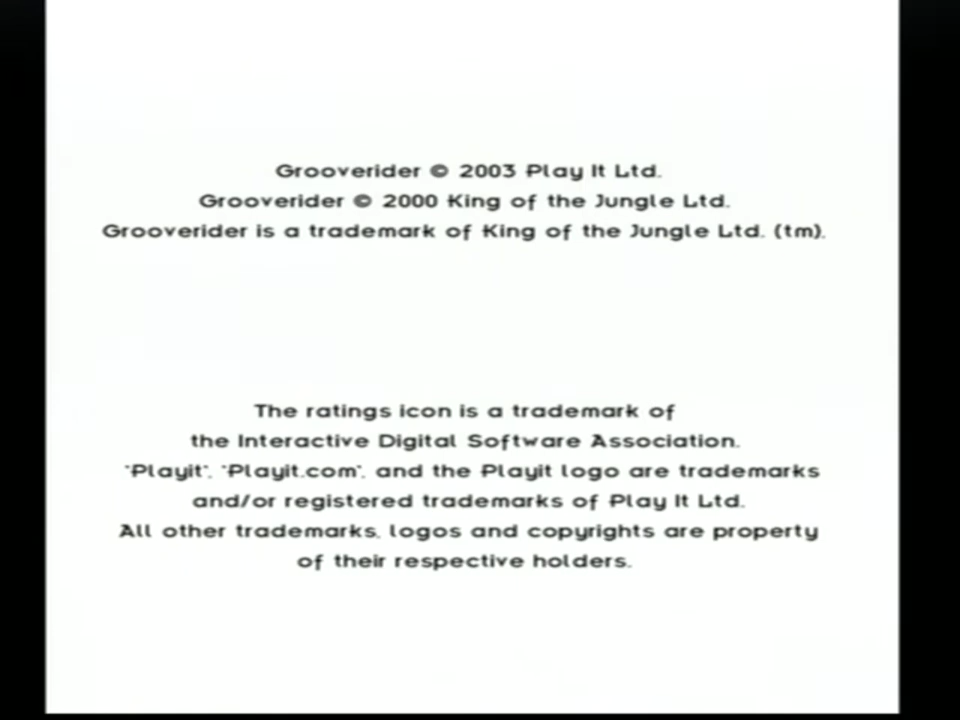 Grooverider © 2003 Play It Ltd.
Grooverider © 2000 King of the Jungle Ltd.
Grooverider is a trademark of King of the Jungle Ltd. (tm).
The ratings icon is a trademark of
the Interactive Digital Software Association.
"Playit", "Playit.com", and the Playit logo are trademarks
and/or registered trademarks of Play It Ltd.
All other trademarks, logos and copyrights are property
of their respective holders.